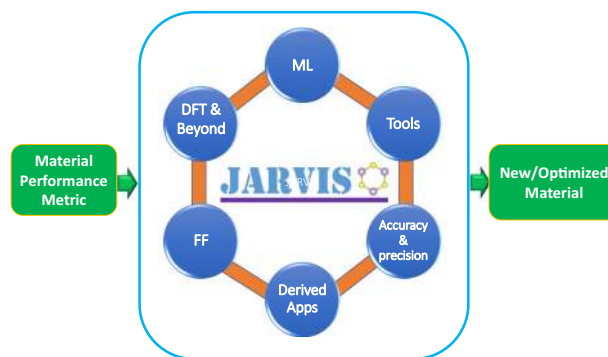 ML
DFT &
Beyond
Tools
Material
Performance
Metric
JARVIS
New/Optimized
Material
FF
Accuracy
&
precision
Derived
Apps